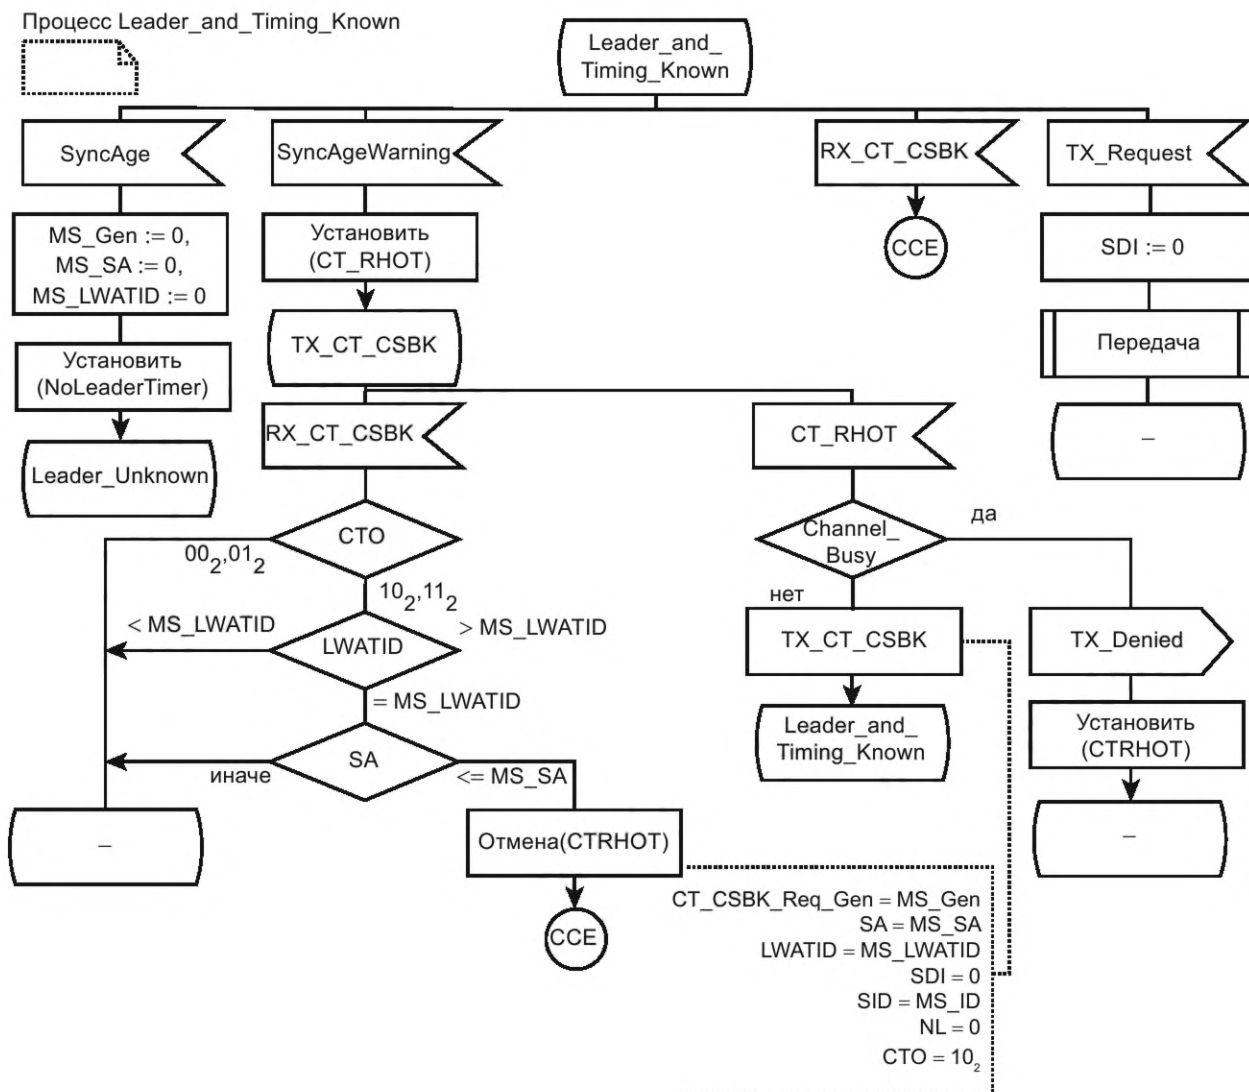 Процесс Leader_and_Timing_Known
Leader_and_
Timing_Known
SyncAge
SyncAgeWarning
RX_CT_CSBK
TX_Request
MS_Gen := 0,
MS_SA := 0,
MS_LWATID := 0
Установить
(CT_RHOT)
CCE
SDI := 0
Установить
(NoLeaderTimer)
TX_CT_CSBK
Передача
Leader_Unknown
RX_CT_CSBK
CT_RHOT
–
CTO
00₂,01₂
10₂,11₂
Channel_
Busy
да
нет
< MS_LWATID
LWATID
> MS_LWATID
= MS_LWATID
TX_CT_CSBK
TX_Denied
Leader_and_
Timing_Known
Установить
(CTRHOT)
иначе
SA
<= MS_SA
–
Отмена(CTRHOT)
–
CCE
CT_CSBK_Req_Gen = MS_Gen
SA = MS_SA
LWATID = MS_LWATID
SDI = 0
SID = MS_ID
NL = 0
CTO = 10₂